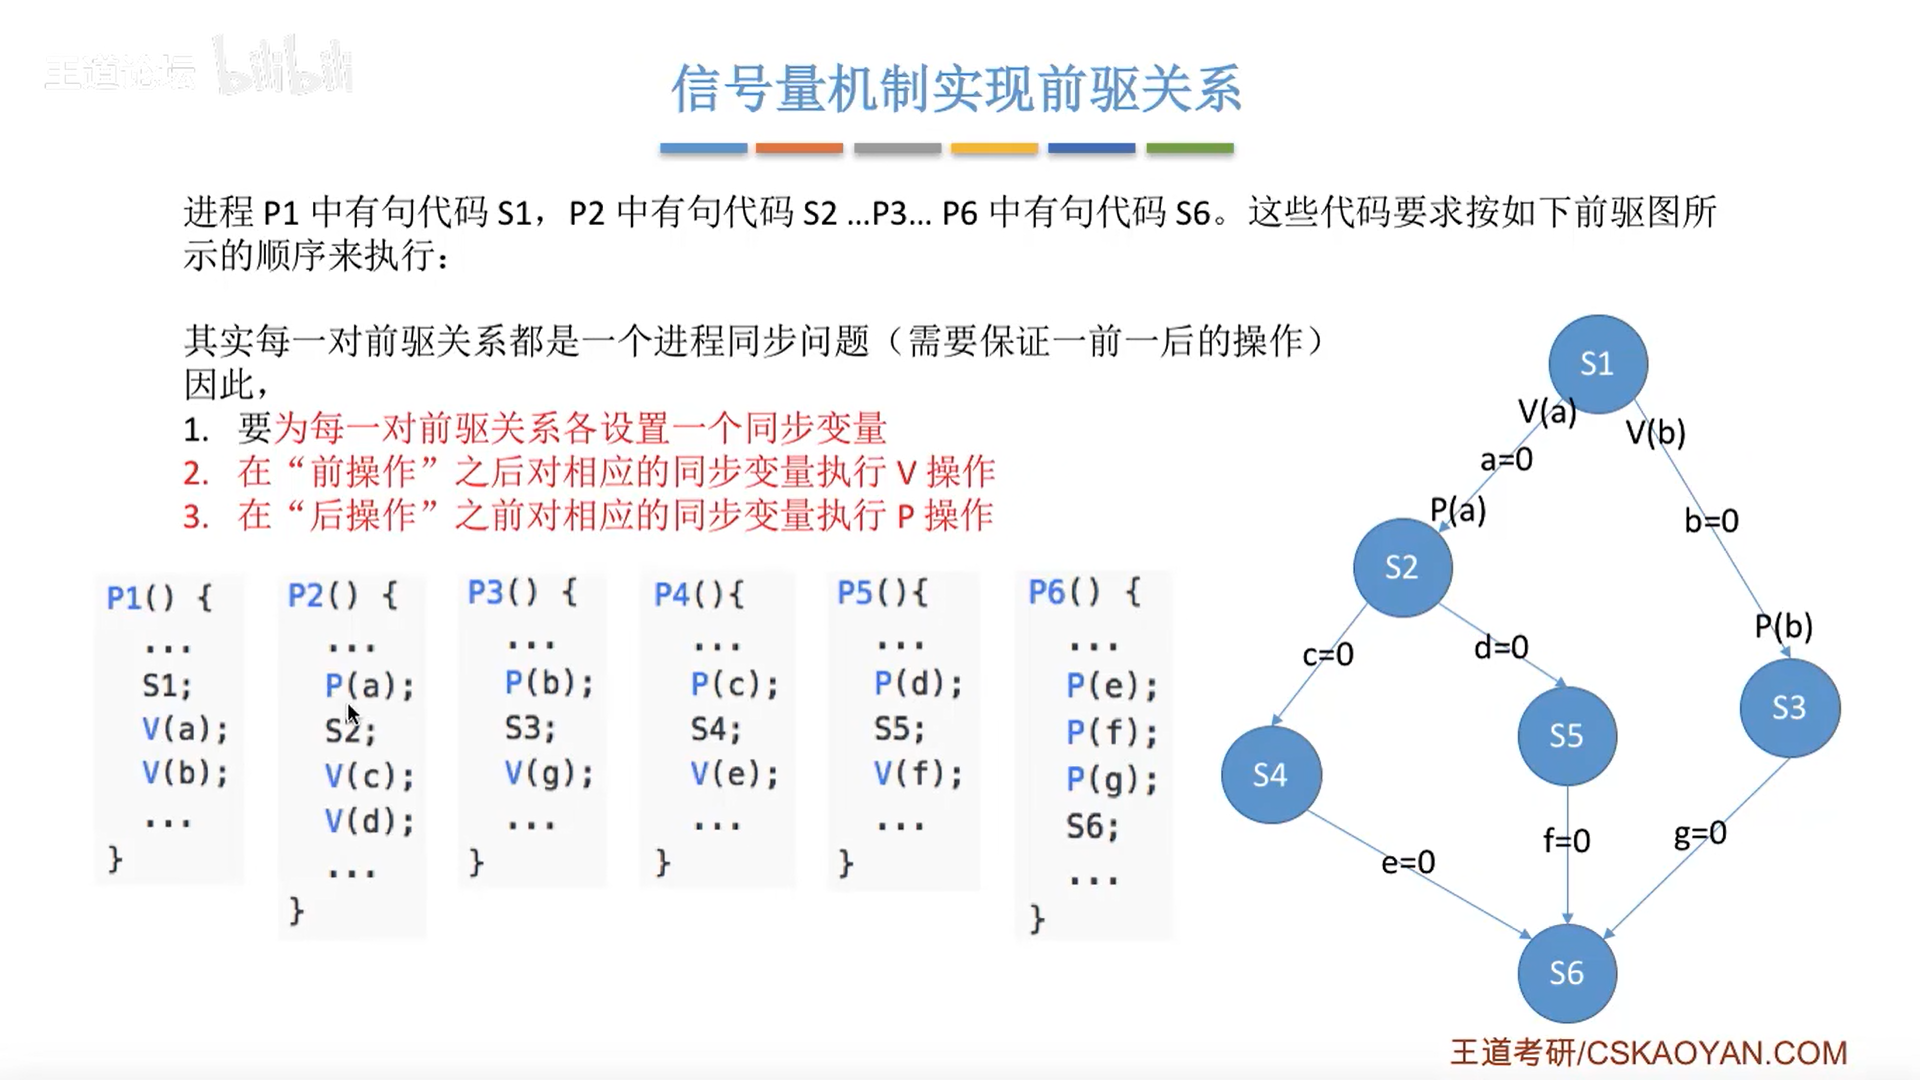 王道论坛 bilibili
信号量机制实现前驱关系
进程 P1 中有句代码 S1，P2 中有句代码 S2 ...P3... P6 中有句代码 S6。这些代码要求按如下前驱图所
示的顺序来执行：
其实每一对前驱关系都是一个进程同步问题（需要保证一前一后的操作）
因此，
1. 要为每一对前驱关系各设置一个同步变量
2. 在“前操作”之后对相应的同步变量执行 V 操作
3. 在“后操作”之前对相应的同步变量执行 P 操作
P1() {
...
S1;
V(a);
V(b);
...
}
P2() {
...
P(a);
S2;
V(c);
V(d);
...
}
P3() {
...
P(b);
S3;
V(g);
...
}
P4(){
...
P(c);
S4;
V(e);
...
}
P5(){
...
P(d);
S5;
V(f);
...
}
P6() {
...
P(e);
P(f);
P(g);
S6;
...
}
S1
V(a)
V(b)
a=0
P(a)
b=0
S2
P(b)
c=0
d=0
S3
S5
S4
f=0
g=0
e=0
S6
王道考研/CSKAOYAN.COM